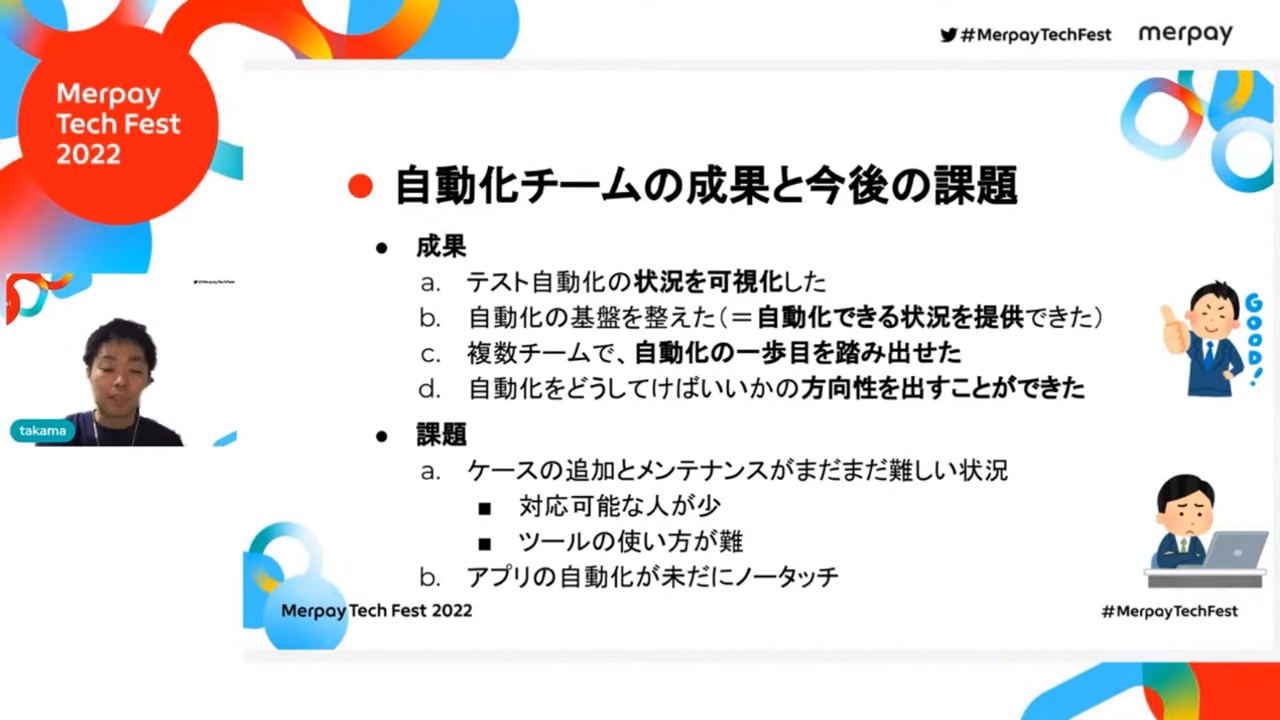 #MerpayTechFest
merpay
Merpay
Tech Fest
2022
自動化チームの成果と今後の課題
● 成果
a. テスト自動化の状況を可視化した
b. 自動化の基盤を整えた(＝自動化できる状況を提供できた)
c. 複数チームで、自動化の一歩目を踏み出せた
d. 自動化をどうしてけばいいかの方向性を出すことができた
● 課題
a. ケースの追加とメンテナンスがまだまだ難しい状況
■ 対応可能な人が少
■ ツールの使い方が難
b. アプリの自動化が未だにノータッチ
GOOD!
#MerpayTechFest
takama
Merpay Tech Fest 2022
#MerpayTechFest